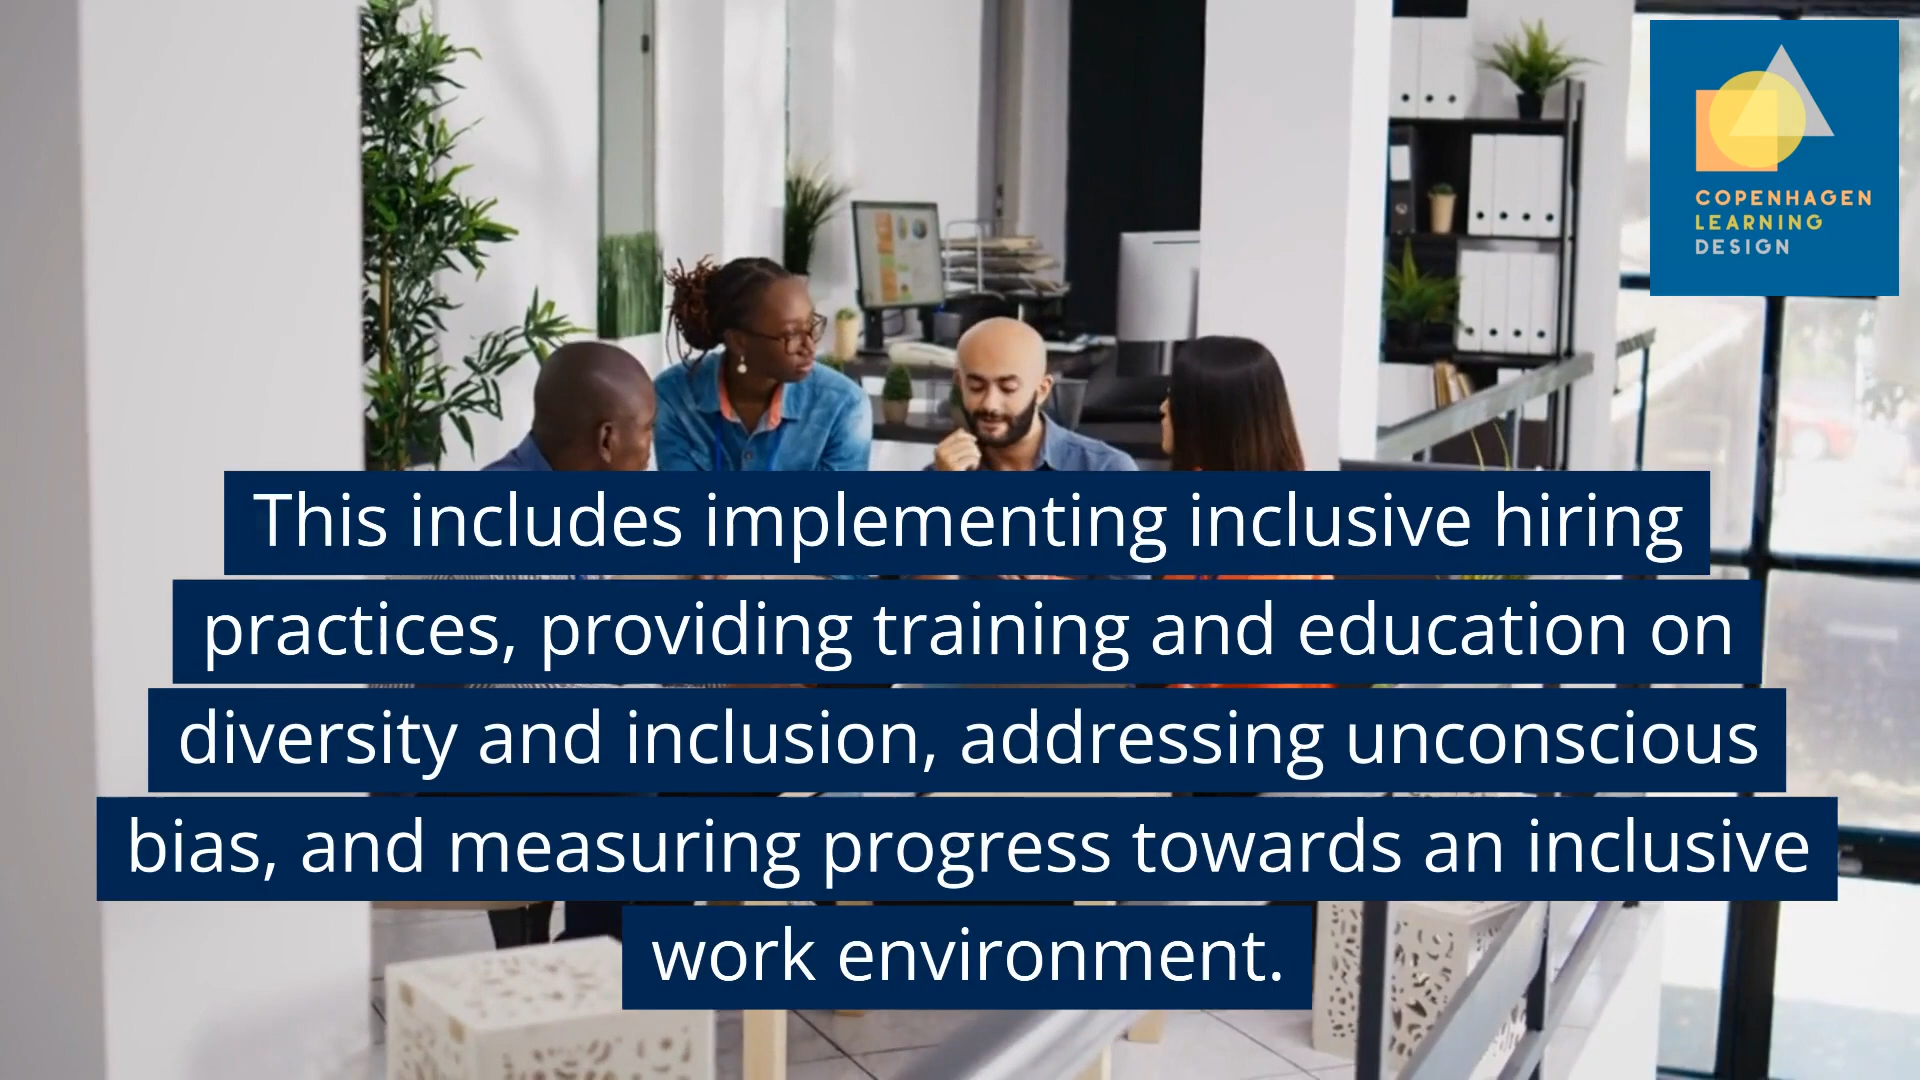 COPENHAGEN
LEARNING
DESIGN
This includes implementing inclusive hiring
practices, providing training and education on
diversity and inclusion, addressing unconscious
bias, and measuring progress towards an inclusive
work environment.